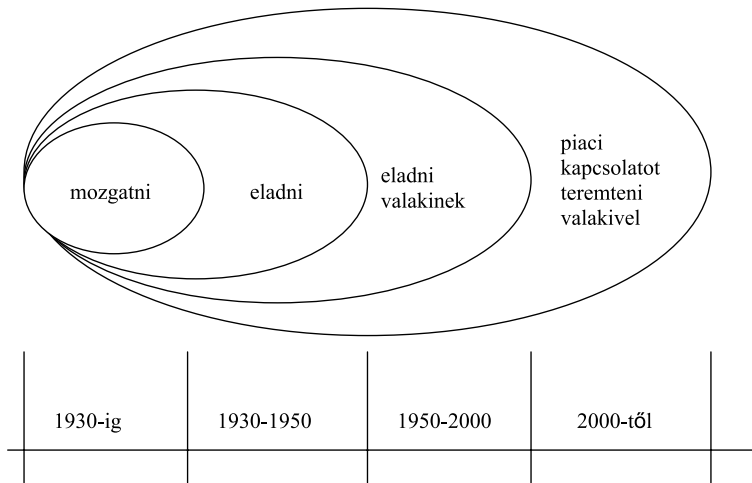 mozgatni
eladni
eladni
valakinek
piaci
kapcsolatot
teremteni
valakivel
1930-ig
1930-1950
1950-2000
2000-től